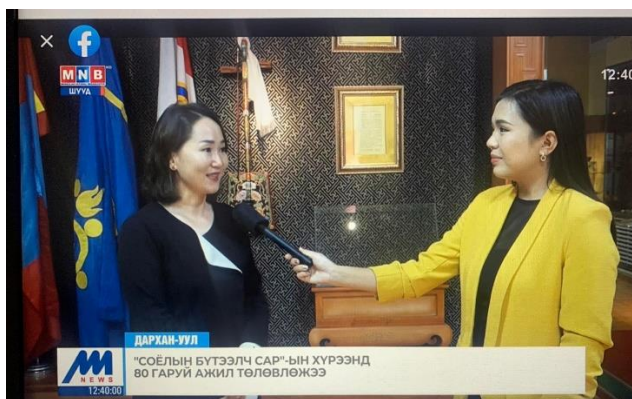 MNB
ШУУД
12:40
ДАРХАН-УУЛ
"СОЁЛЫН БҮТЭЭЛЧ САР"-ЫН ХҮРЭЭНД
80 ГАРУЙ АЖИЛ ТӨЛӨВЛӨЖЭЭ
NEWS
12:40:00